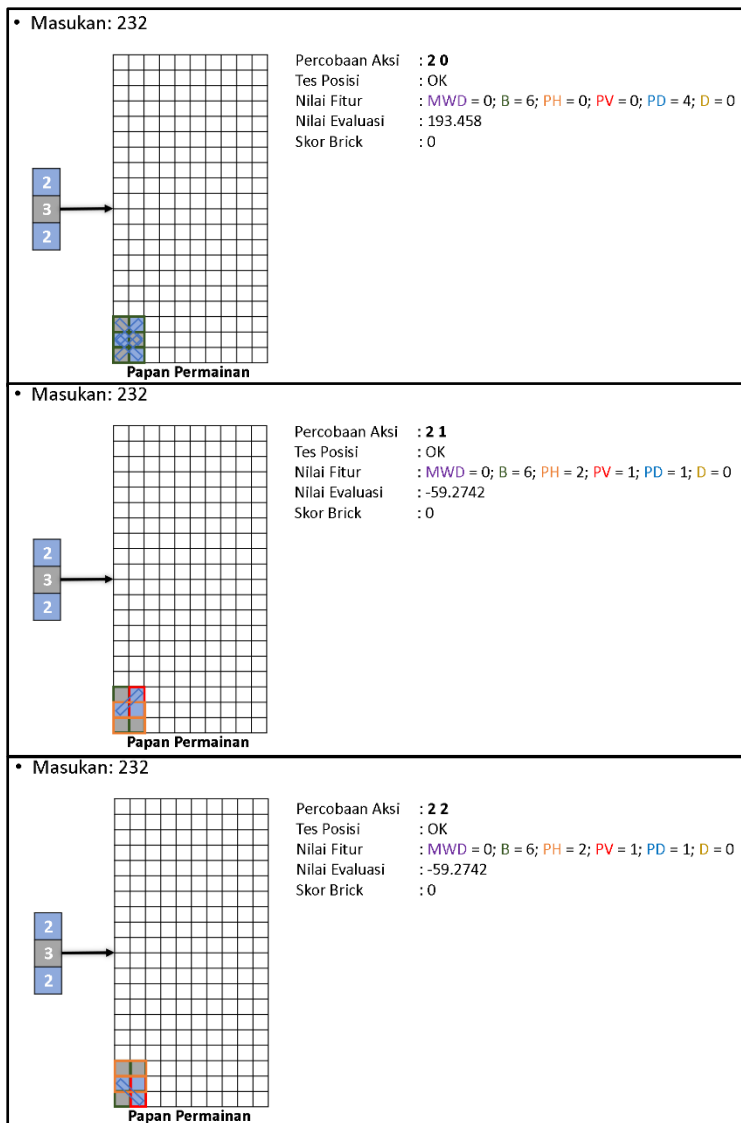 • Masukan: 232
Percobaan Aksi : 2 0
Tes Posisi : OK
Nilai Fitur : MWD = 0; B = 6; PH = 0; PV = 0; PD = 4; D = 0
Nilai Evaluasi : 193.458
Skor Brick : 0
2
3
2
Papan Permainan
• Masukan: 232
Percobaan Aksi : 2 1
Tes Posisi : OK
Nilai Fitur : MWD = 0; B = 6; PH = 2; PV = 1; PD = 1; D = 0
Nilai Evaluasi : -59.2742
Skor Brick : 0
2
3
2
Papan Permainan
• Masukan: 232
Percobaan Aksi : 2 2
Tes Posisi : OK
Nilai Fitur : MWD = 0; B = 6; PH = 2; PV = 1; PD = 1; D = 0
Nilai Evaluasi : -59.2742
Skor Brick : 0
2
3
2
Papan Permainan